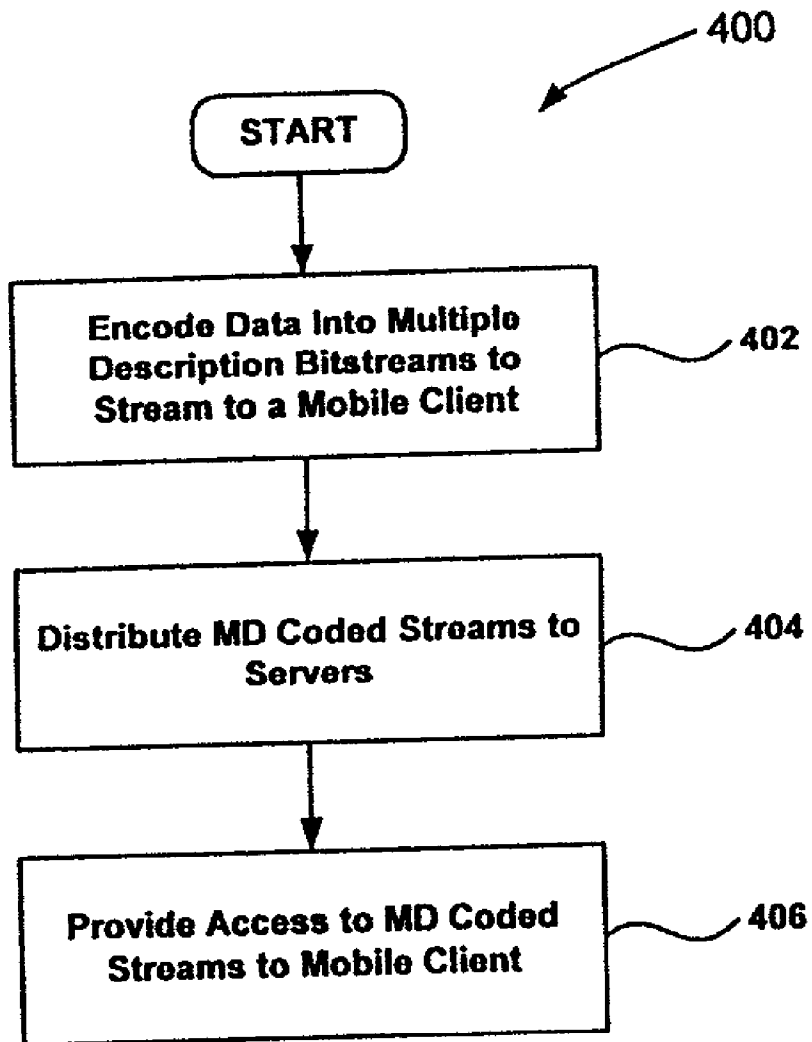 400
START
Encode Data Into Multiple
Description Bitstreams to
Stream to a Mobile Client
402
Distribute MD Coded Streams to
Servers
404
Provide Access to MD Coded
Streams to Mobile Client
406